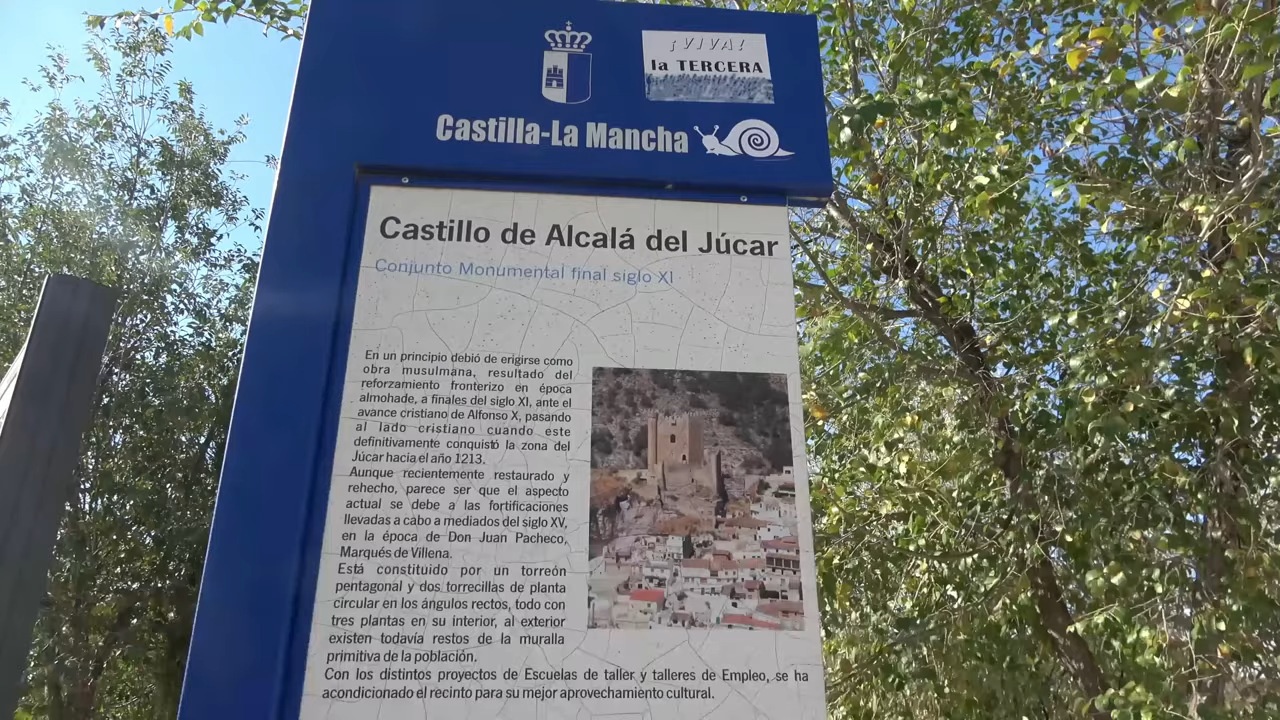 ¡VIVA!
la TERCERA
Castilla-La Mancha
Castillo de Alcalá del Júcar
Conjunto Monumental final siglo XI
En un principio debió de erigirse como
obra musulmana, resultado del
reforzamiento fronterizo en época
almohade, a finales del siglo XI, ante el
avance cristiano de Alfonso X, pasando
al lado cristiano cuando este
definitivamente conquistó la zona del
Júcar hacia el año 1213.
Aunque recientemente restaurado y
rehecho, parece ser que el aspecto
actual se debe a las fortificaciones
llevadas a cabo a mediados del siglo XV,
en la época de Don Juan Pacheco,
Marqués de Villena.
Está constituido por un torreón
pentagonal y dos torrecillas de planta
circular en los ángulos rectos, todo con
tres plantas en su interior, al exterior
existen todavía restos de la muralla
primitiva de la población.
Con los distintos proyectos de Escuelas de taller y talleres de Empleo, se ha
acondicionado el recinto para su mejor aprovechamiento cultural.